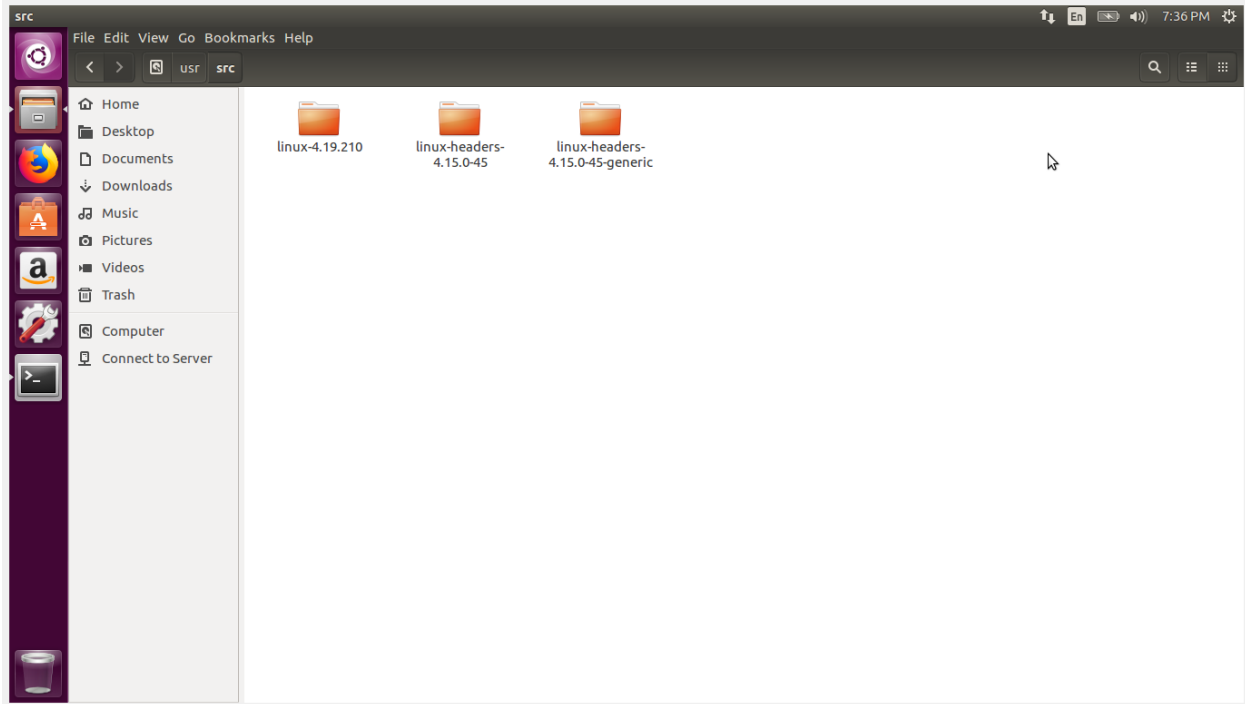 src
En
7:36 PM
File Edit View Go Bookmarks Help
usr src
Home
Desktop
Documents
Downloads
Music
Pictures
Videos
Trash
Computer
Connect to Server
linux-4.19.210
linux-headers-
4.15.0-45
linux-headers-
4.15.0-45-generic